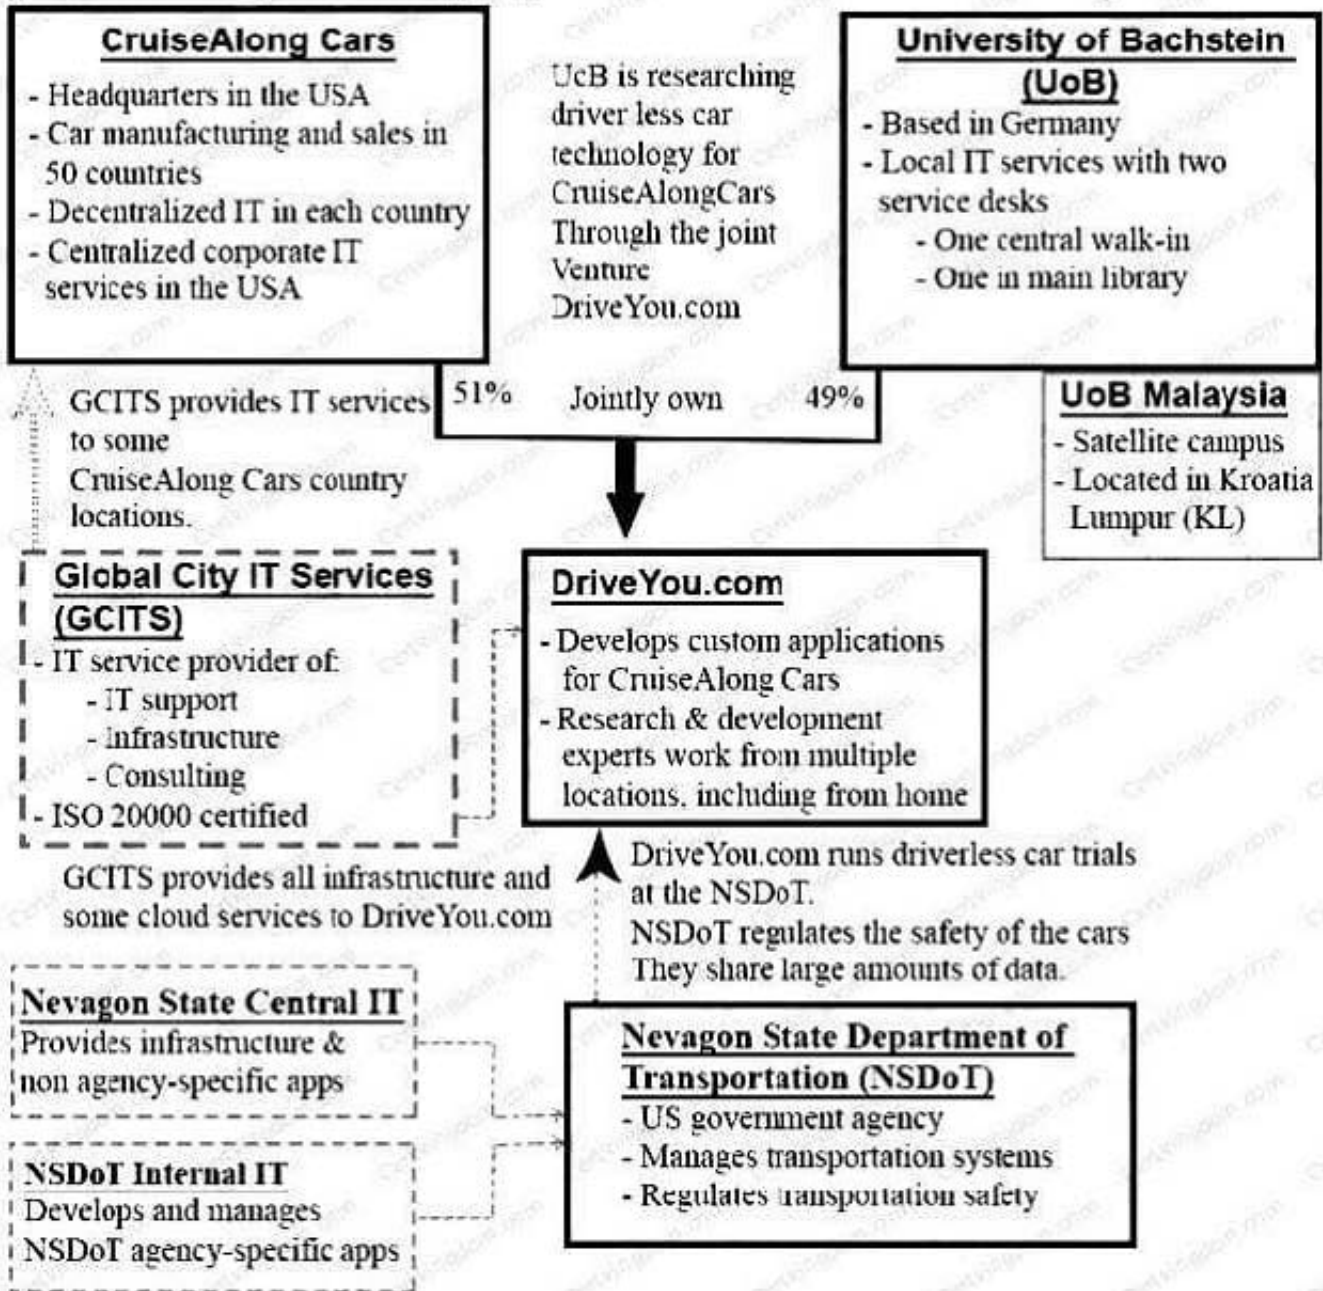 CruiseAlong Cars
- Headquarters in the USA
- Car manufacturing and sales in
50 countries
- Decentralized IT in each country
- Centralized corporate IT
services in the USA
UcB is researching
driver less car
technology for
CruiseAlongCars
Through the joint
Venture
DriveYou.com
University of Bachstein
(UoB)
- Based in Germany
- Local IT services with two
service desks
- One central walk-in
- One in main library
51% Jointly own 49%
UoB Malaysia
- Satellite campus
- Located in Kroatia
Lumpur (KL)
GCITS provides IT services
to some
CruiseAlong Cars country
locations.
Global City IT Services
(GCITS)
- IT service provider of:
- IT support
- Infrastructure
- Consulting
- ISO 20000 certified
DriveYou.com
- Develops custom applications
for CruiseAlong Cars
- Research & development
experts work from multiple
locations, including from home
GCITS provides all infrastructure and
some cloud services to DriveYou.com
DriveYou.com runs driverless car trials
at the NSDoT.
NSDoT regulates the safety of the cars
They share large amounts of data.
Nevagon State Central IT
Provides infrastructure &
non agency-specific apps
NSDoT Internal IT
Develops and manages
NSDoT agency-specific apps
Nevagon State Department of
Transportation (NSDoT)
- US government agency
- Manages transportation systems
- Regulates transportation safety